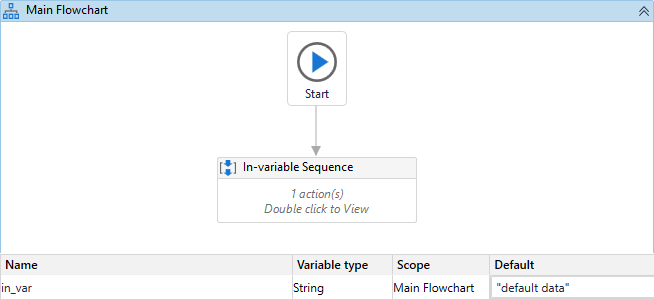 Main Flowchart
Start
In-variable Sequence
1 action(s)
Double click to View
Name Variable type Scope Default
in_var String Main Flowchart "default data"